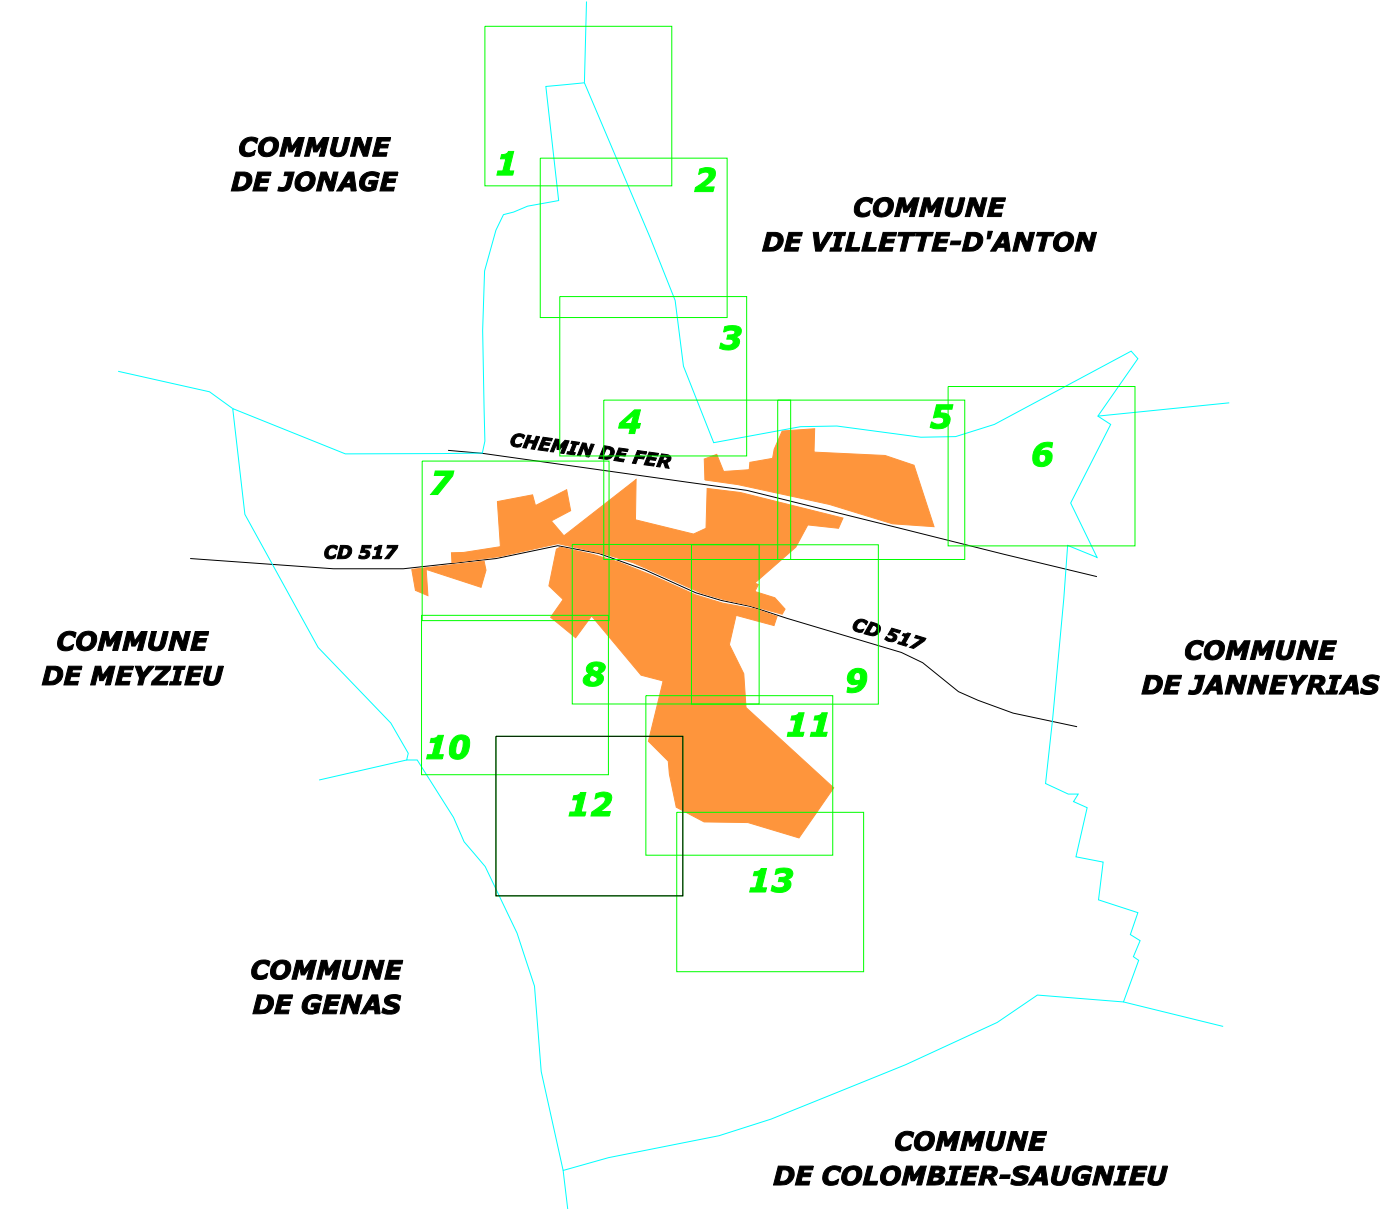 COMMUNE
DE JONAGE
1
2
COMMUNE
DE VILLETTE-D'ANTON
3
4
5
6
CHEMIN DE FER
7
CD 517
COMMUNE
DE MEYZIEU
8
CD 517
9
COMMUNE
DE JANNEYRIAS
10
11
12
13
COMMUNE
DE GENAS
COMMUNE
DE COLOMBIER-SAUGNIEU